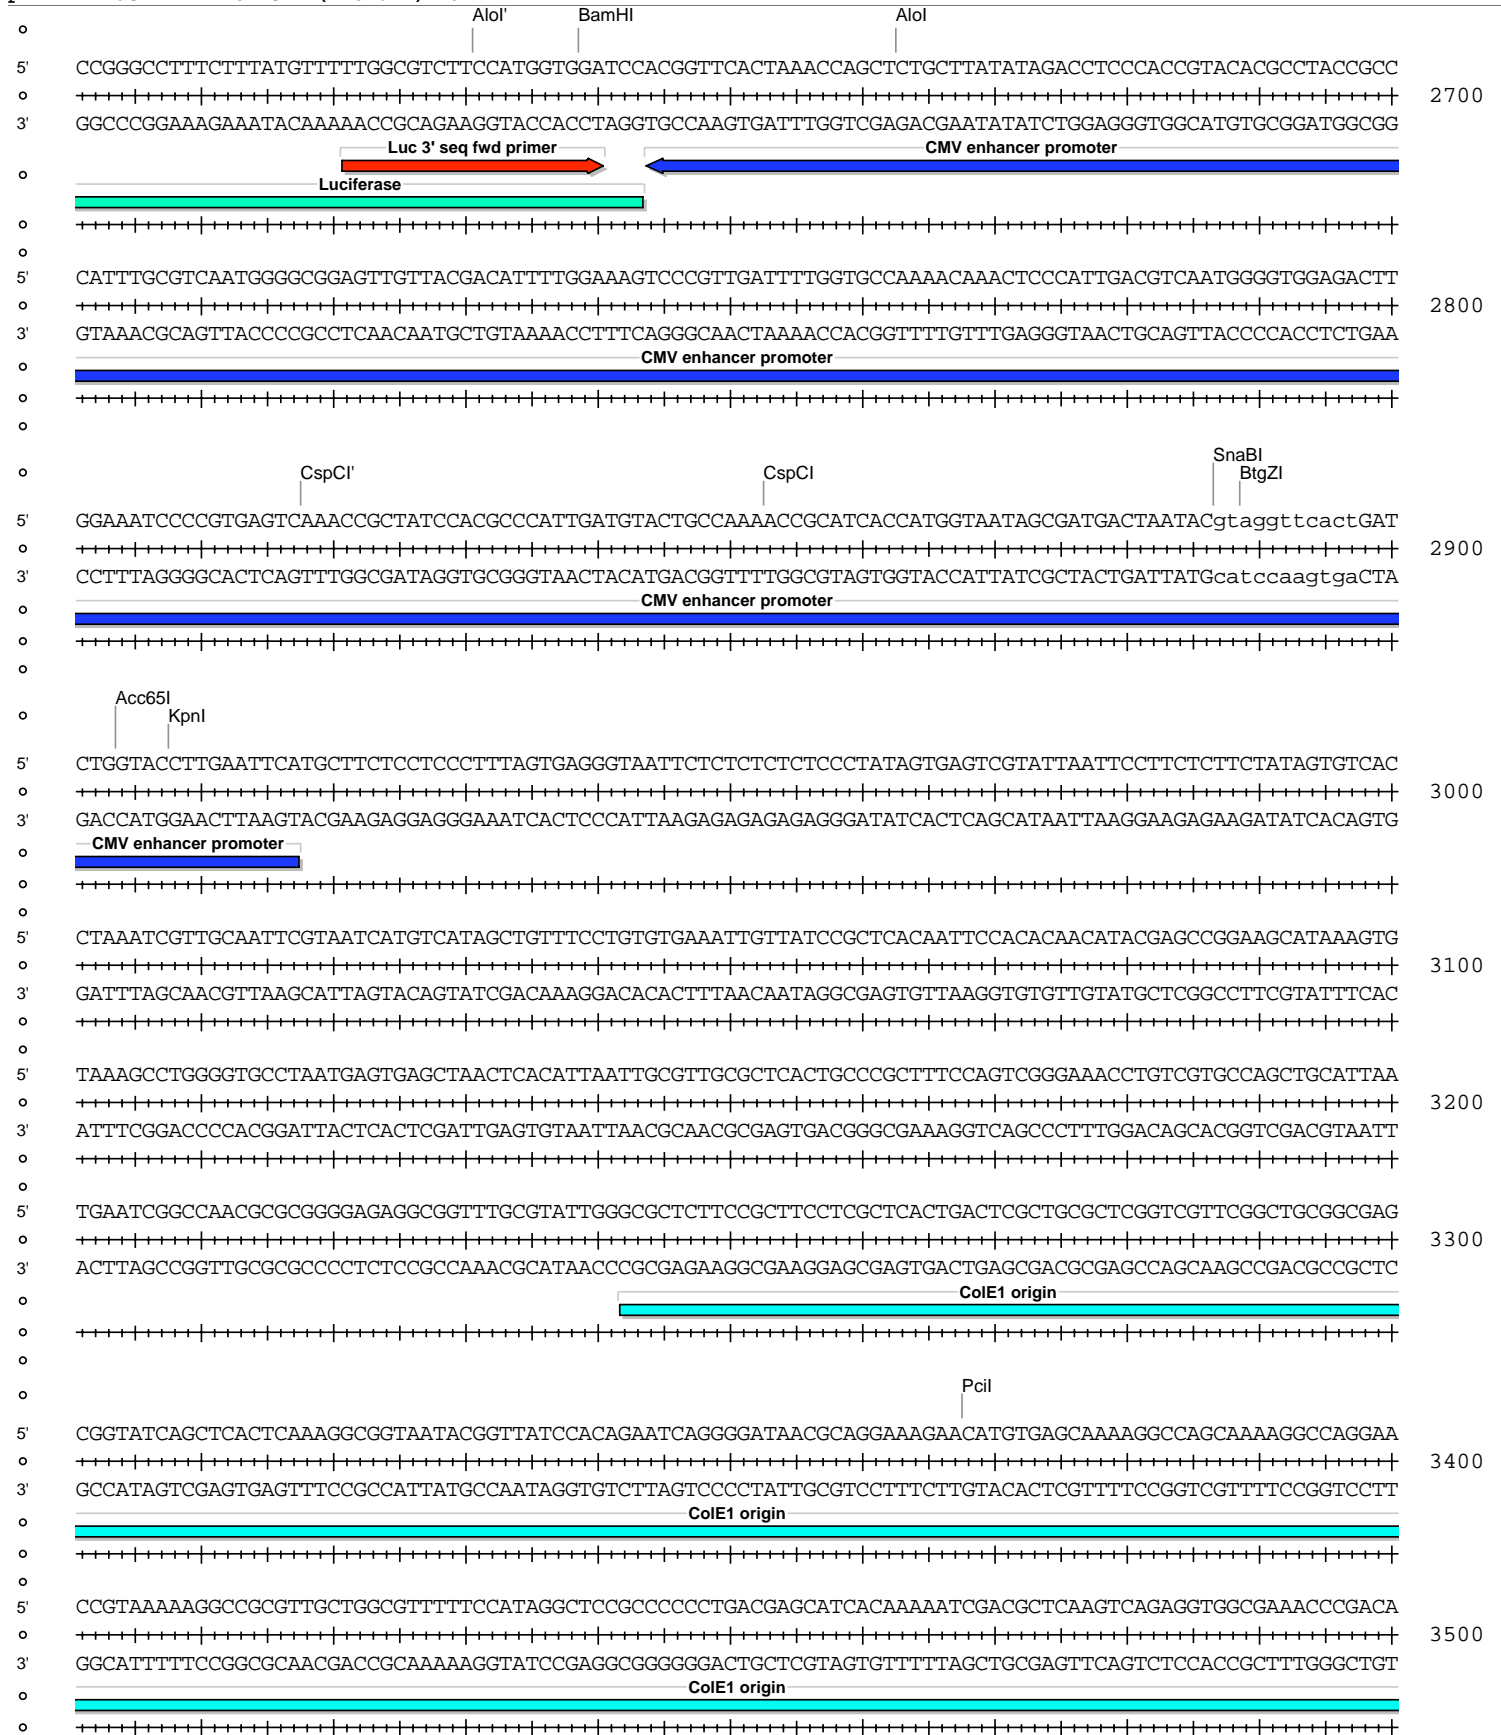 AloI' BamHI AloI
5' CCGGGCCTTTCTTTATGTTTTTGGCGTCTTCCATGGTGGATCCACGGTTCACTAAACCAGCTCTGCTTATATAGACCTCCCACCGTACACGCCTACCGCC
2700
3' GGCCCGGAAAGAAATACAAAAACCGCAGAAGGTACCACCTAGGTGCCAAGTGATTTGGTCGAGACGAATATATCTGGAGGGTGGCATGTGCGGATGGCGG
Luc 3' seq fwd primer CMV enhancer promoter
Luciferase
5' CATTTGCGTCAATGGGGCGGAGTTGTTACGACATTTTGGAAAGTCCCGTTGATTTTGGTGCCAAAACAAACTCCCATTGACGTCAATGGGGTGGAGACTT
2800
3' GTAAACGCAGTTACCCCGCCTCAACAATGCTGTAAAACCTTTCAGGGCAACTAAAACCACGGTTTTGTTTGAGGGTAACTGCAGTTACCCCACCTCTGAA
CMV enhancer promoter
SnaBI
CspCI' CspCI BtgZI
5' GGAAATCCCCGTGAGTCAAACCGCTATCCACGCCCATTGATGTACTGCCAAAACCGCATCACCATGGTAATAGCGATGACTAATACgtaggttcactGAT
2900
3' CCTTTAGGGGCACTCAGTTTGGCGATAGGTGCGGGTAACTACATGACGGTTTTGGCGTAGTGGTACCATTATCGCTACTGATTATGcatccaagtgaCTA
CMV enhancer promoter
Acc65I
KpnI
5' CTGGTACCTTGAATTCATGCTTCTCCTCCCTTTAGTGAGGGTAATTCTCTCTCTCTCCCTATAGTGAGTCGTATTAATTCCTTCTCTTCTATAGTGTCAC
3000
3' GACCATGGAACTTAAGTACGAAGAGGAGGGAAATCACTCCCATTAAGAGAGAGAGAGGGATATCACTCAGCATAATTAAGGAAGAGAAGATATCACAGTG
CMV enhancer promoter
5' CTAAATCGTTGCAATTCGTAATCATGTCATAGCTGTTTCCTGTGTGAAATTGTTATCCGCTCACAATTCCACACAACATACGAGCCGGAAGCATAAAGTG
3100
3' GATTTAGCAACGTTAAGCATTAGTACAGTATCGACAAAGGACACACTTTAACAATAGGCGAGTGTTAAGGTGTGTTGTATGCTCGGCCTTCGTATTTCAC
5' TAAAGCCTGGGGTGCCTAATGAGTGAGCTAACTCACATTAATTGCGTTGCGCTCACTGCCCGCTTTCCAGTCGGGAAACCTGTCGTGCCAGCTGCATTAA
3200
3' ATTTCGGACCCCACGGATTACTCACTCGATTGAGTGTAATTAACGCAACGCGAGTGACGGGCGAAAGGTCAGCCCTTTGGACAGCACGGTCGACGTAATT
5' TGAATCGGCCAACGCGCGGGGAGAGGCGGTTTGCGTATTGGGCGCTCTTCCGCTTCCTCGCTCACTGACTCGCTGCGCTCGGTCGTTCGGCTGCGGCGAG
3300
3' ACTTAGCCGGTTGCGCGCCCCTCTCCGCCAAACGCATAACCCGCGAGAAGGCGAAGGAGCGAGTGACTGAGCGACGCGAGCCAGCAAGCCGACGCCGCTC
ColE1 origin
PciI
5' CGGTATCAGCTCACTCAAAGGCGGTAATACGGTTATCCACAGAATCAGGGGATAACGCAGGAAAGAACATGTGAGCAAAAGGCCAGCAAAAGGCCAGGAA
3400
3' GCCATAGTCGAGTGAGTTTCCGCCATTATGCCAATAGGTGTCTTAGTCCCCTATTGCGTCCTTTCTTGTACACTCGTTTTCCGGTCGTTTTCCGGTCCTT
ColE1 origin
5' CCGTAAAAAGGCCGCGTTGCTGGCGTTTTTCCATAGGCTCCGCCCCCCTGACGAGCATCACAAAAATCGACGCTCAAGTCAGAGGTGGCGAAACCCGACA
3500
3' GGCATTTTTCCGGCGCAACGACCGCAAAAAGGTATCCGAGGCGGGGGGACTGCTCGTAGTGTTTTTAGCTGCGAGTTCAGTCTCCACCGCTTTGGGCTGT
ColE1 origin